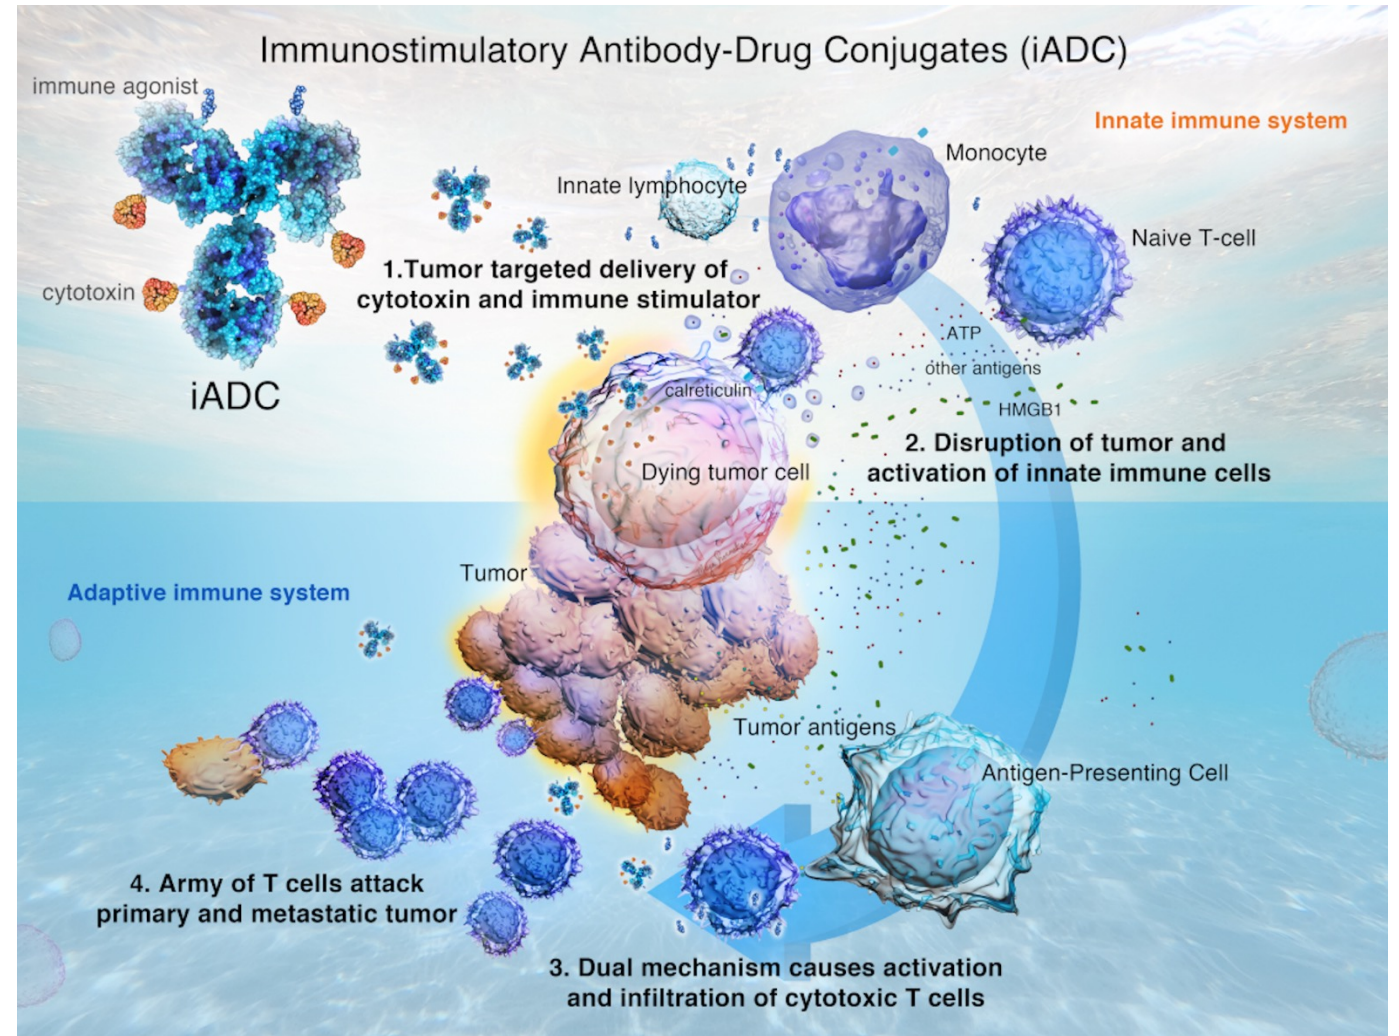 Immunostimulatory Antibody-Drug Conjugates (iADC)
immune agonist
Innate immune system
Monocyte
Innate lymphocyte
Naive T-cell
1.Tumor targeted delivery of
cytotoxin and immune stimulator
cytotoxin
iADC
ATP
other antigens
HMGB1
calreticulin
2. Disruption of tumor and
activation of innate immune cells
Dying tumor cell
Tumor
Adaptive immune system
Tumor antigens
Antigen-Presenting Cell
4. Army of T cells attack
primary and metastatic tumor
3. Dual mechanism causes activation
and infiltration of cytotoxic T cells